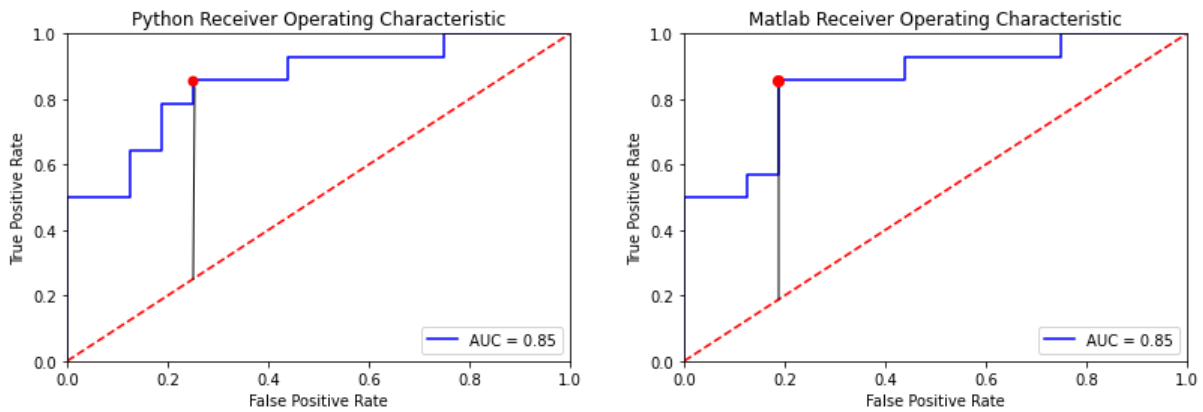 Python Receiver Operating Characteristic
1.0
0.8
0.6
0.4
0.2
0.0
True Positive Rate
AUC = 0.85
0.0 0.2 0.4 0.6 0.8 1.0
False Positive Rate
Matlab Receiver Operating Characteristic
1.0
0.8
0.6
0.4
0.2
0.0
True Positive Rate
AUC = 0.85
0.0 0.2 0.4 0.6 0.8 1.0
False Positive Rate